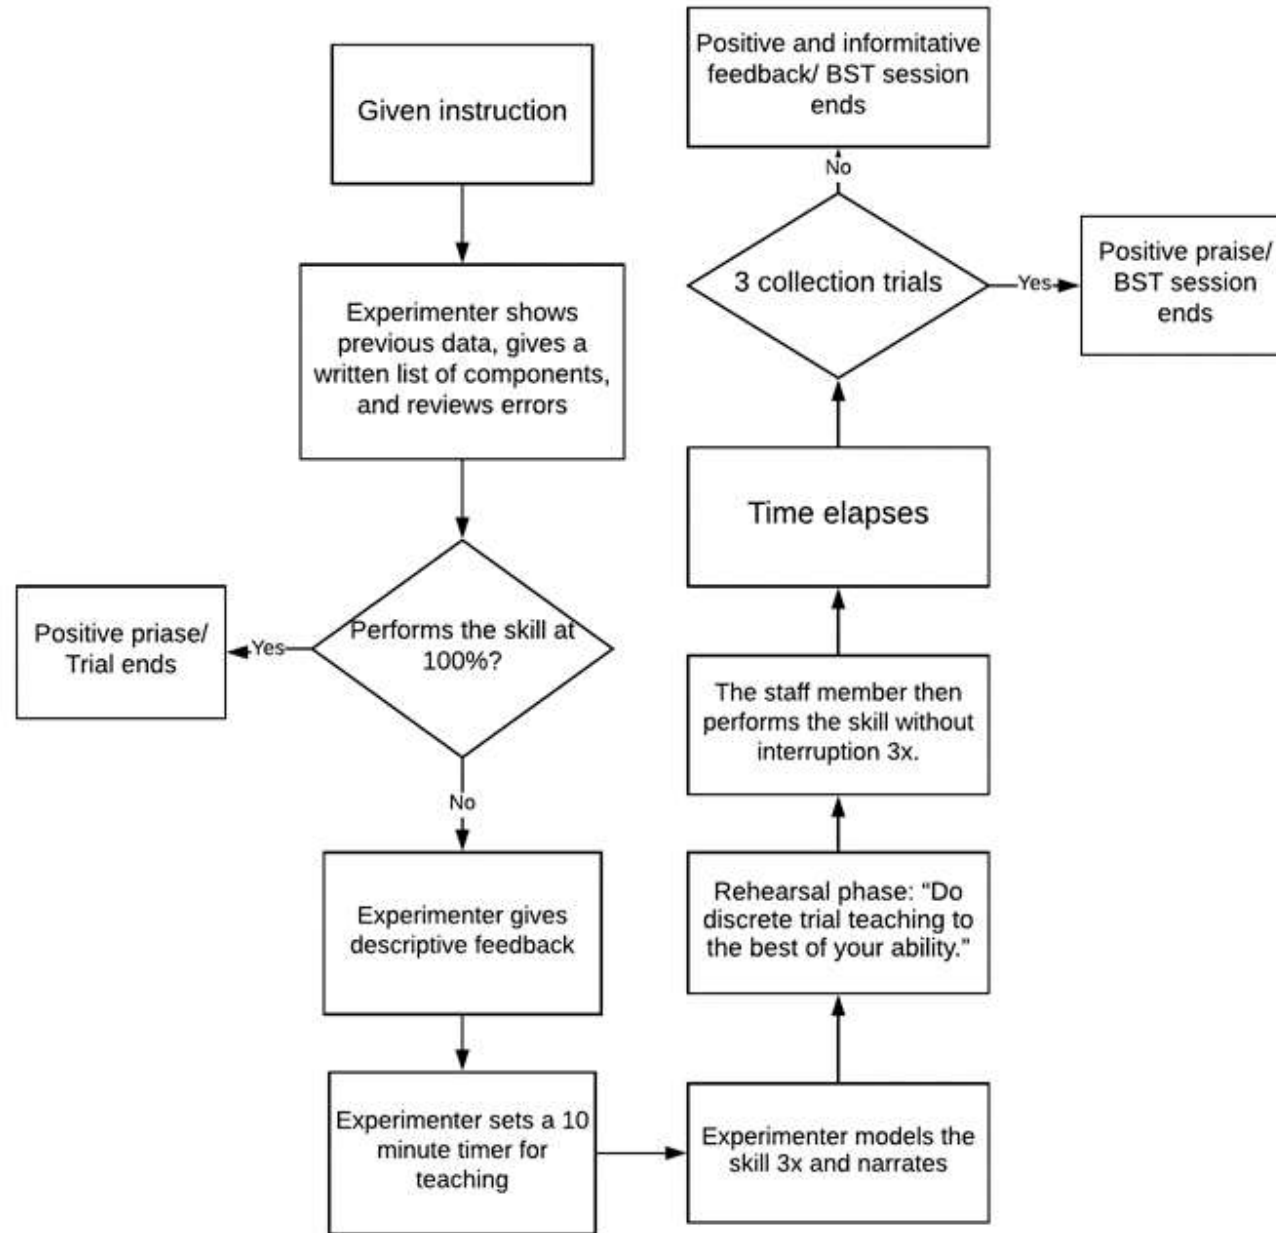 Given instruction
Experimenter shows
previous data, gives a
written list of components,
and reviews errors
Performs the skill at
100%?
Yes
Positive priase/
Trial ends
No
Experimenter gives
descriptive feedback
Experimenter sets a 10
minute timer for
teaching
Experimenter models the
skill 3x and narrates
Rehearsal phase: "Do
discrete trial teaching to
the best of your ability."
The staff member then
performs the skill without
interruption 3x.
Time elapses
3 collection trials
Yes
Positive praise/
BST session
ends
No
Positive and informitative
feedback/ BST session
ends